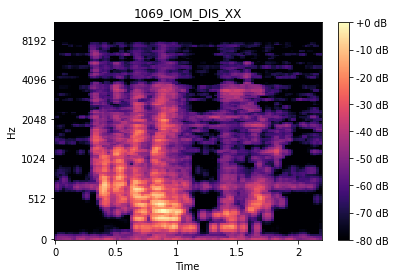 1069_IOM_DIS_XX
+0 dB
8192
-10 dB
4096
-20 dB
-30 dB
2048
Hz
-40 dB
1024
-50 dB
512
-60 dB
-70 dB
0
-80 dB
0
0.5
1
1.5
2
Time